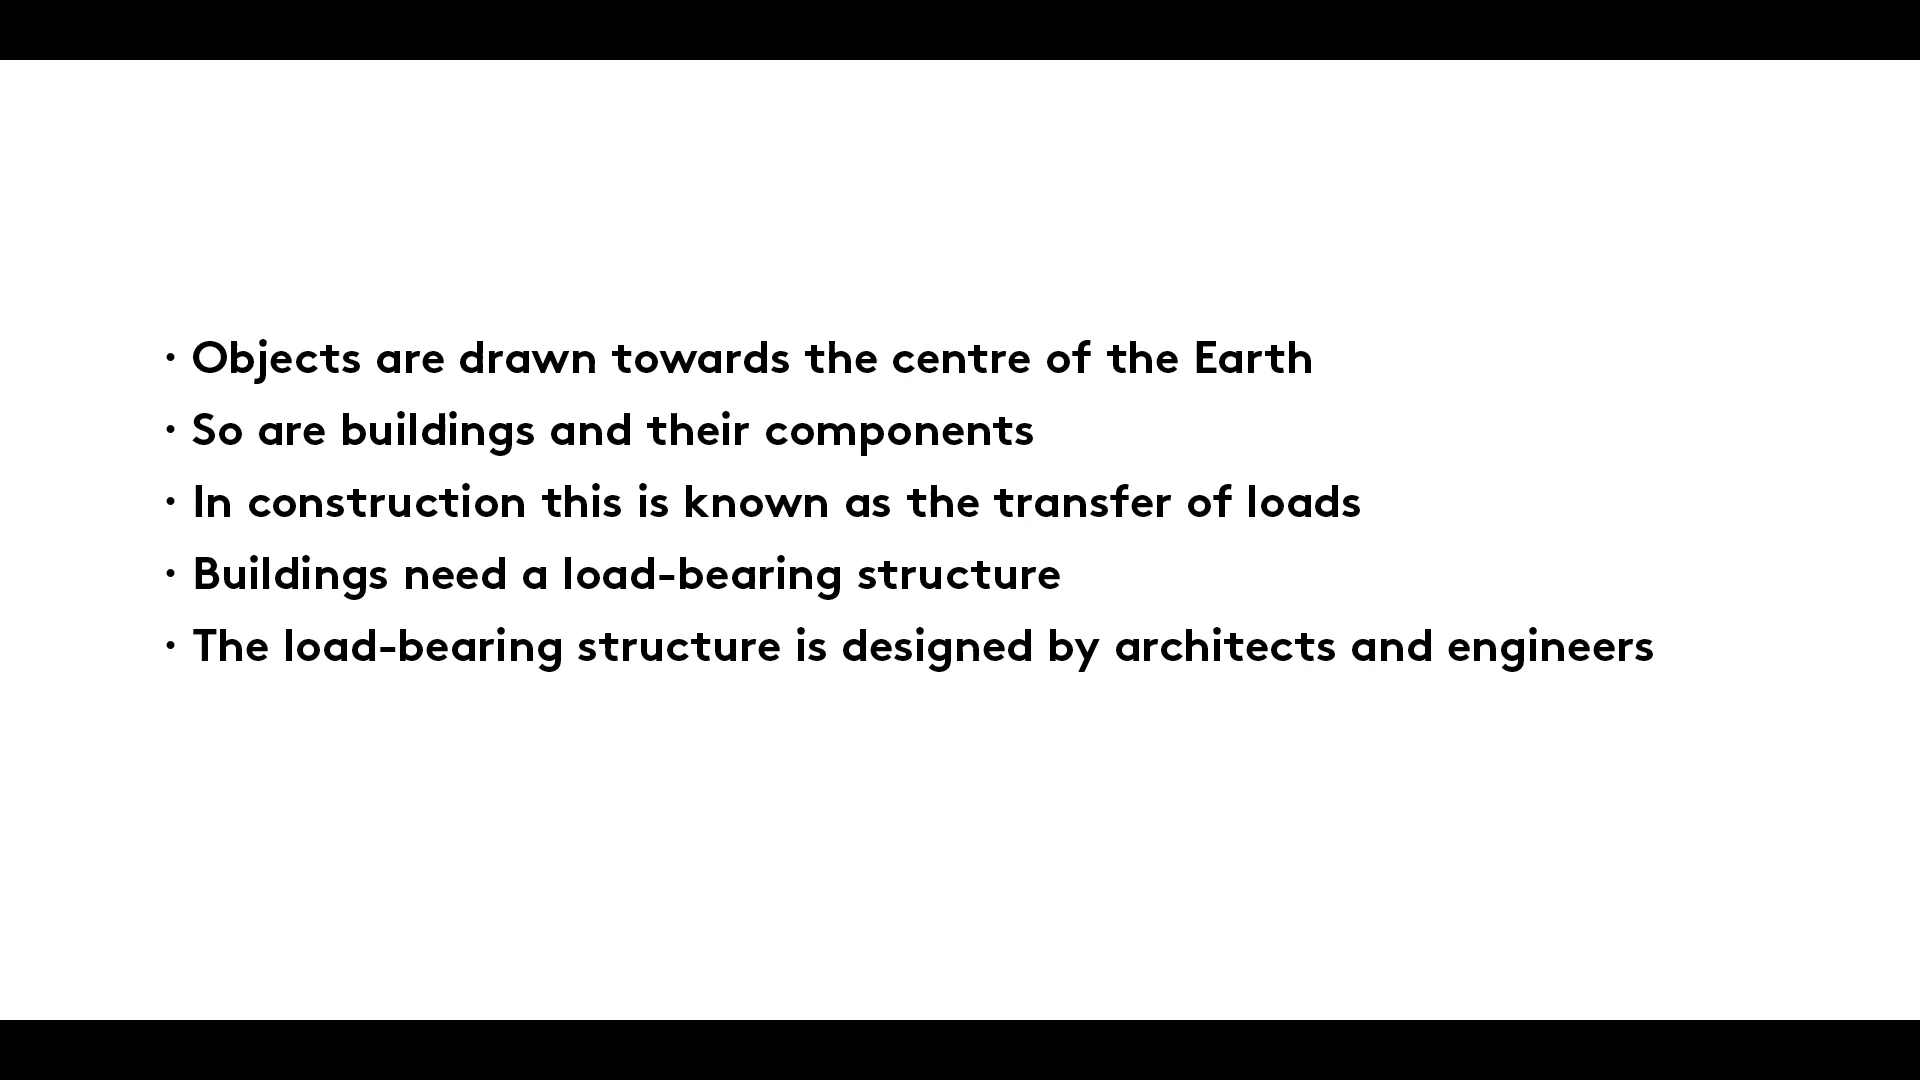 · Objects are drawn towards the centre of the Earth
· So are buildings and their components
· In construction this is known as the transfer of loads
· Buildings need a load-bearing structure
· The load-bearing structure is designed by architects and engineers